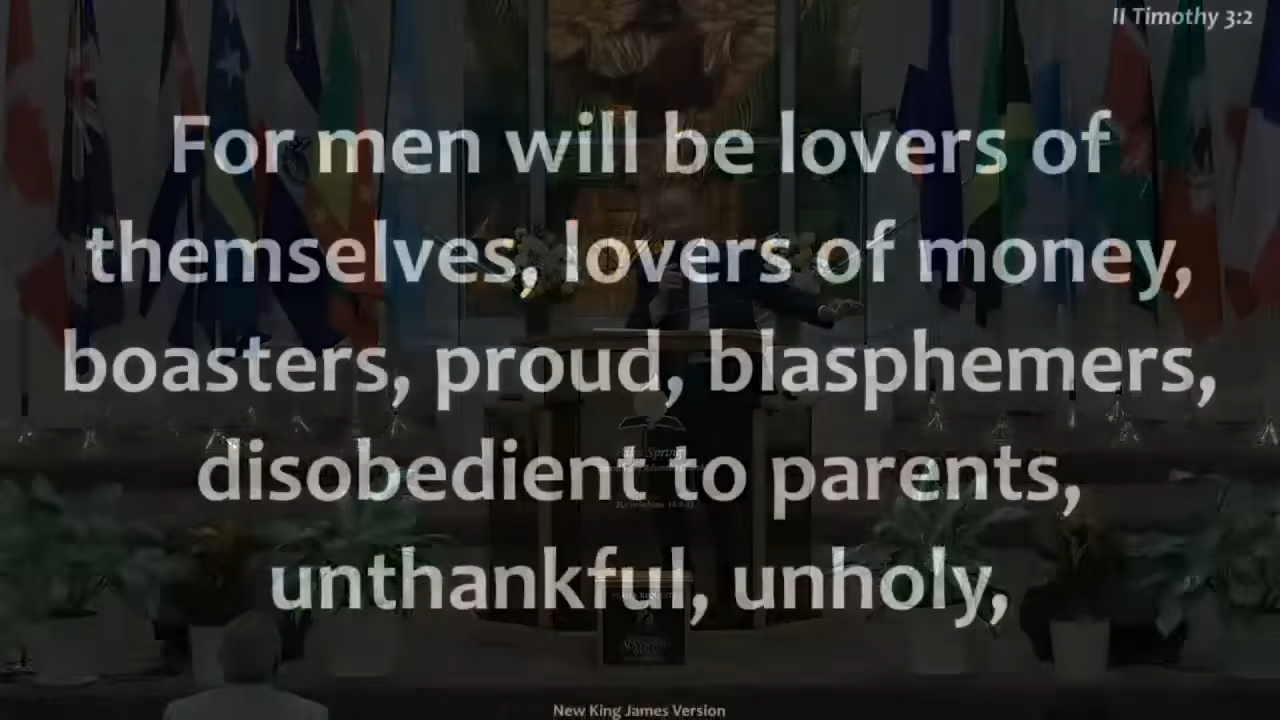 II Timothy 3:2
For men will be lovers of
themselves, lovers of money,
boasters, proud, blasphemers,
disobedient to parents,
unthankful, unholy,
New King James Version